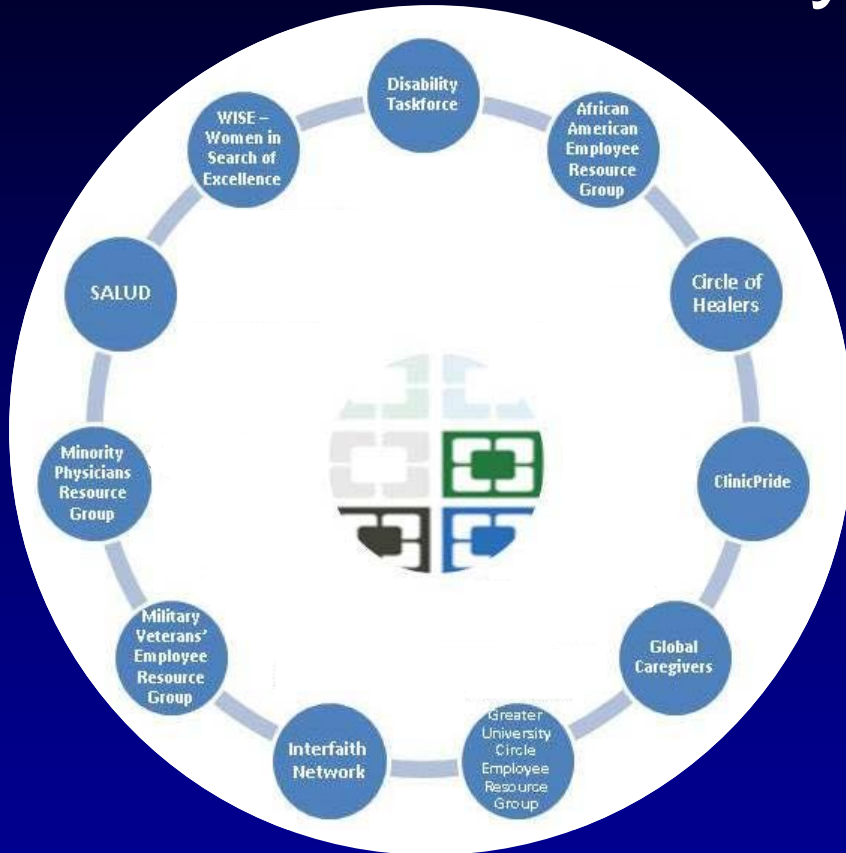 Disability
Taskforce
African
American
Employee
Resource
Group
Circle of
Healers
ClinicPride
Global
Caregivers
Greater
University
Circle
Employee
Resource
Group
Interfaith
Network
Military
Veterans’
Employee
Resource
Group
Minority
Physicians
Resource
Group
SALUD
WISE –
Women in
Search of
Excellence